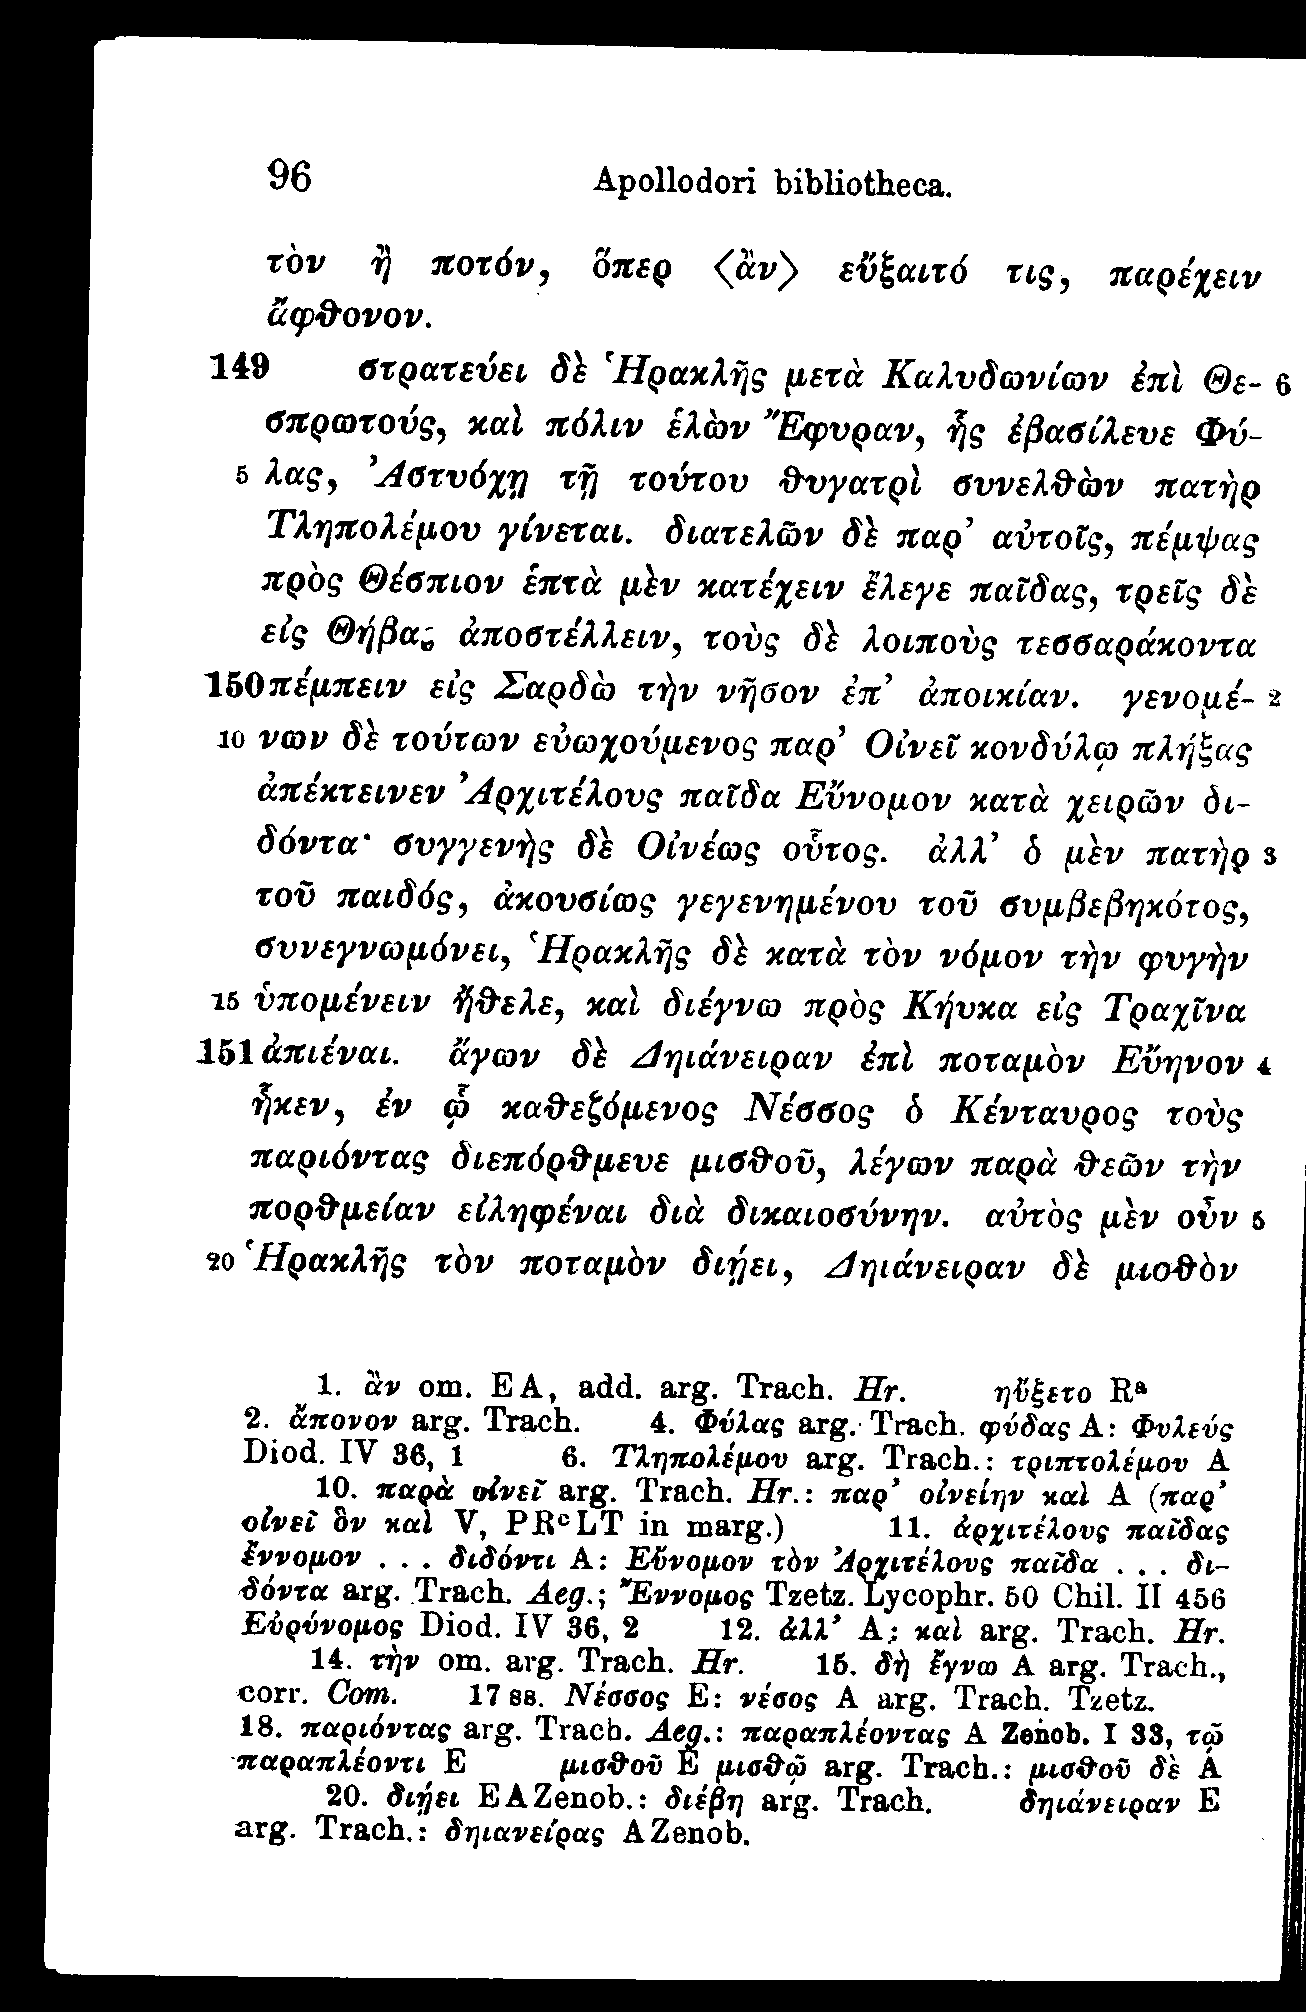 96 Apollodori bibliotheca.
τὸν ἢ ποτόν, ὅπερ ⟨ἂν⟩ εὔξαιτό τις, παρέχειν
ἄφθονον.
149 στρατεύει δὲ Ἡρακλῆς μετὰ Καλυδωνίων ἐπὶ Θε- 6
σπρωτούς, καὶ πόλιν ἑλὼν Ἔφυραν, ἧς ἐβασίλευε Φύ-
5 λας, Ἀστυόχῃ τῇ τούτου θυγατρὶ συνελθὼν πατὴρ
Τληπολέμου γίνεται. διατελῶν δὲ παρ’ αὐτοῖς, πέμψας
πρὸς Θέσπιον ἑπτὰ μὲν κατέχειν ἔλεγε παῖδας, τρεῖς δὲ
εἰς Θήβας ἀποστέλλειν, τοὺς δὲ λοιποὺς τεσσαράκοντα
150 πέμπειν εἰς Σαρδὼ τὴν νῆσον ἐπ’ ἀποικίαν. γενομέ- 2
10 νων δὲ τούτων εὐωχούμενος παρ’ Οἰνεῖ κονδύλῳ πλήξας
ἀπέκτεινεν Ἀρχιτέλους παῖδα Εὔνομον κατὰ χειρῶν δι-
δόντα· συγγενὴς δὲ Οἰνέως οὗτος. ἀλλ’ ὁ μὲν πατὴρ 3
τοῦ παιδός, ἀκουσίως γεγενημένου τοῦ συμβεβηκότος,
συνεγνωμόνει, Ἡρακλῆς δὲ κατὰ τὸν νόμον τὴν φυγὴν
15 ὑπομένειν ἤθελε, καὶ διέγνω πρὸς Κήυκα εἰς Τραχῖνα
151 ἀπιέναι. ἄγων δὲ Δηιάνειραν ἐπὶ ποταμὸν Εὔηνον 4
ἧκεν, ἐν ᾧ καθεζόμενος Νέσσος ὁ Κένταυρος τοὺς
παριόντας διεπόρθμευε μισθοῦ, λέγων παρὰ θεῶν τὴν
πορθμείαν εἰληφέναι διὰ δικαιοσύνην. αὐτὸς μὲν οὖν 5
20 Ἡρακλῆς τὸν ποταμὸν διῄει, Δηιάνειραν δὲ μισθὸν
1. ἂν om. EA, add. arg. Trach. Hr. ηὔξετο Rᵃ
2. ἄπονον arg. Trach. 4. Φύλας arg. Trach. φύδας A: Φυλεύς
Diod. IV 36, 1 6. Τληπολέμου arg. Trach.: τριπτολέμου A
10. παρὰ οἰνεῖ arg. Trach. Hr.: παρ’ οἰνείην καὶ A (παρ’
οἰνεῖ ὃν καὶ V, PRᶜLT in marg.) 11. ἀρχιτέλους παῖδας
ἔννομον . . . διδόντι A: Εὔνομον τὸν Ἀρχιτέλους παῖδα . . . δι-
δόντα arg. Trach. Aeg.; Ἔννομος Tzetz. Lycophr. 50 Chil. II 456
Εὐρύνομος Diod. IV 36, 2 12. ἀλλ’ A; καὶ arg. Trach. Hr.
14. τὴν om. arg. Trach. Hr. 15. δὴ ἔγνω A arg. Trach.,
corr. Com. 17 ss. Νέσσος E: νέσος A arg. Trach. Tzetz.
18. παριόντας arg. Trach. Aeg.: παραπλέοντας A Zenob. I 33, τῷ
παραπλέοντι E μισθοῦ E μισθῷ arg. Trach.: μισθοῦ δὲ A
20. διῄει EAZenob.: διέβη arg. Trach. δηιάνειραν E
arg. Trach.: δηιανείρας AZenob.